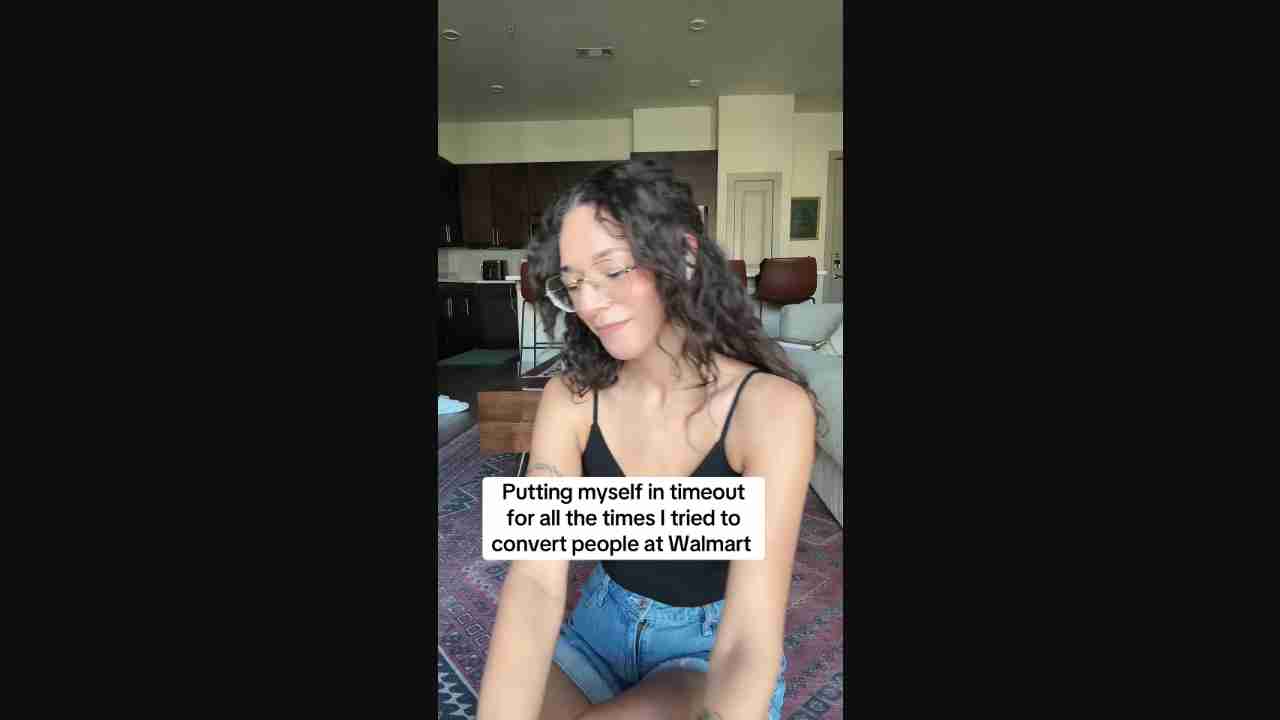 Putting myself in timeout
for all the times I tried to
convert people at Walmart